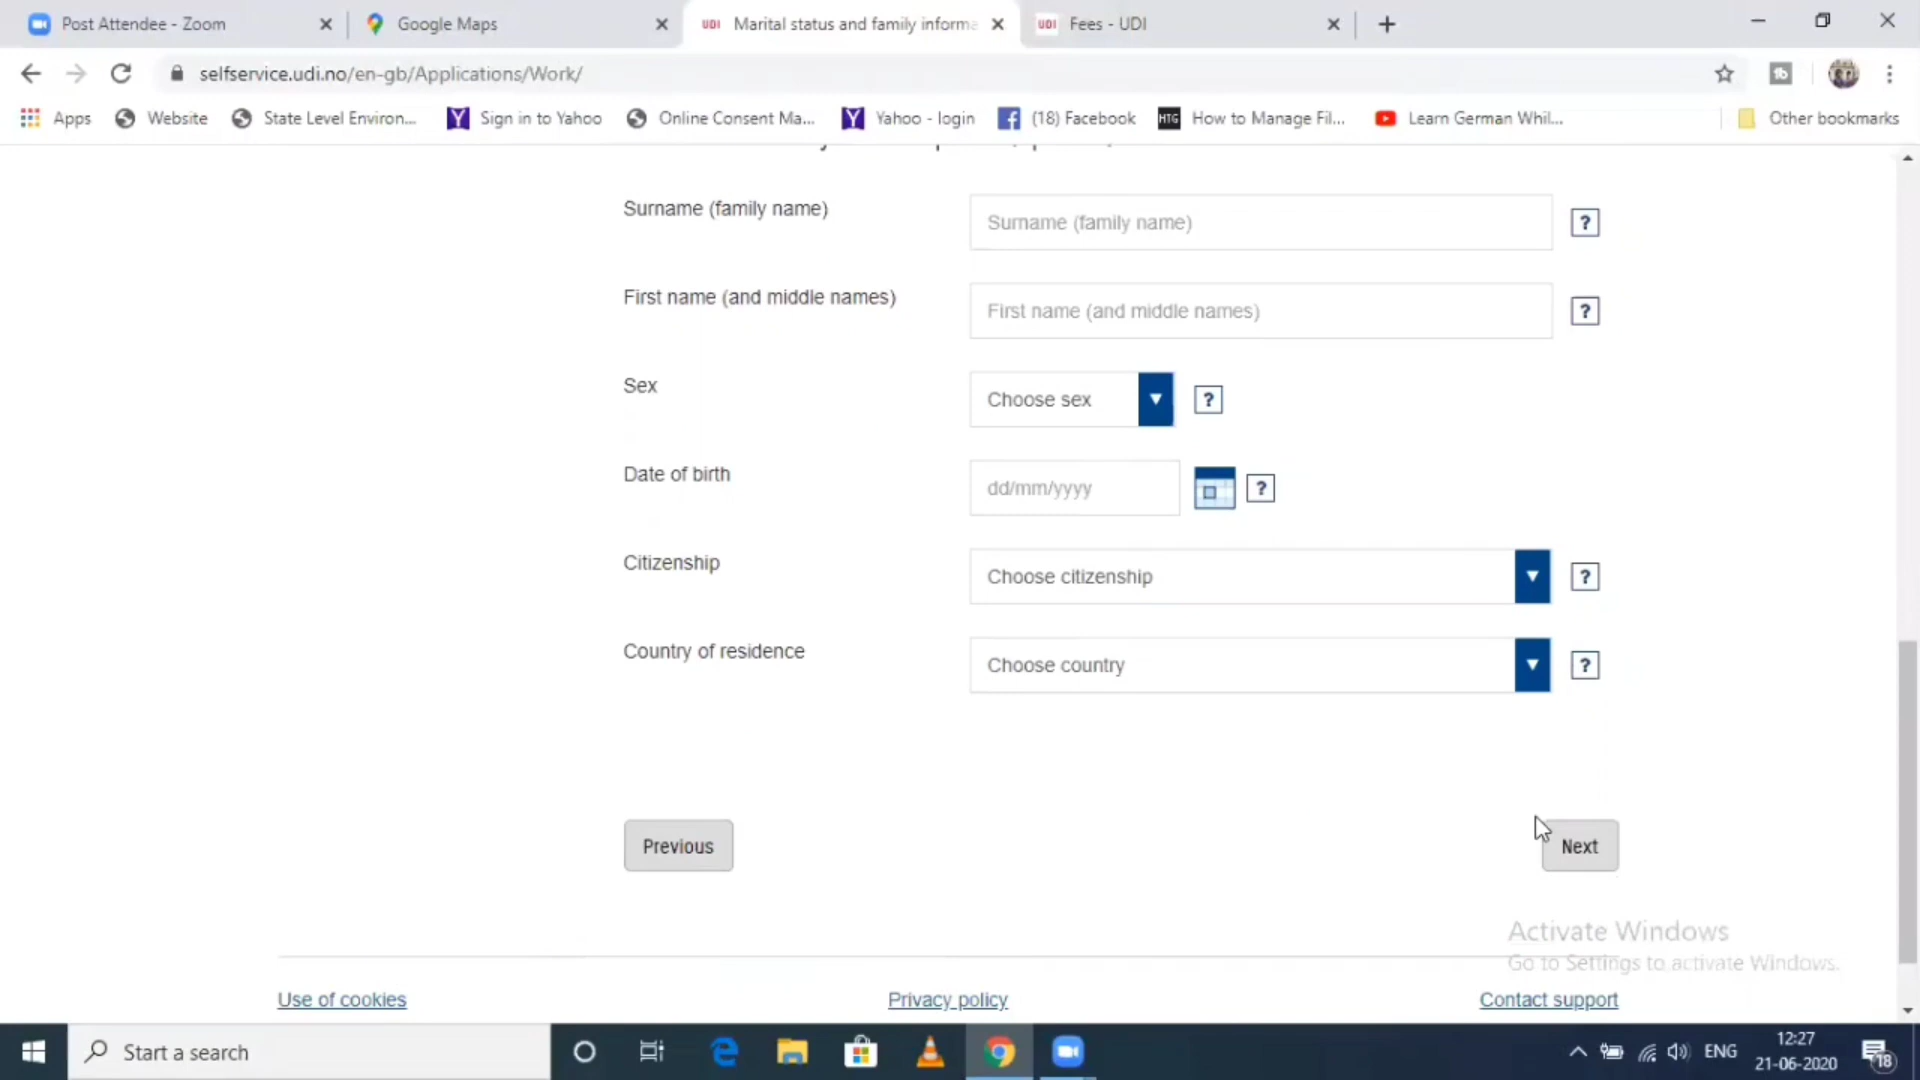 Post Attendee - Zoom
Google Maps
UDI Marital status and family informa
UDI Fees - UDI
selfservice.udi.no/en-gb/Applications/Work/
Apps
Website
State Level Environ...
Sign in to Yahoo
Online Consent Ma...
Yahoo - login
(18) Facebook
HTG How to Manage Fil...
Learn German Whil...
Other bookmarks
Surname (family name)
Surname (family name)
?
First name (and middle names)
First name (and middle names)
?
Sex
Choose sex
?
Date of birth
dd/mm/yyyy
?
Citizenship
Choose citizenship
?
Country of residence
Choose country
?
Previous
Next
Activate Windows
Go to Settings to activate Windows.
Use of cookies
Privacy policy
Contact support
Start a search
ENG
12:27
21-06-2020
18